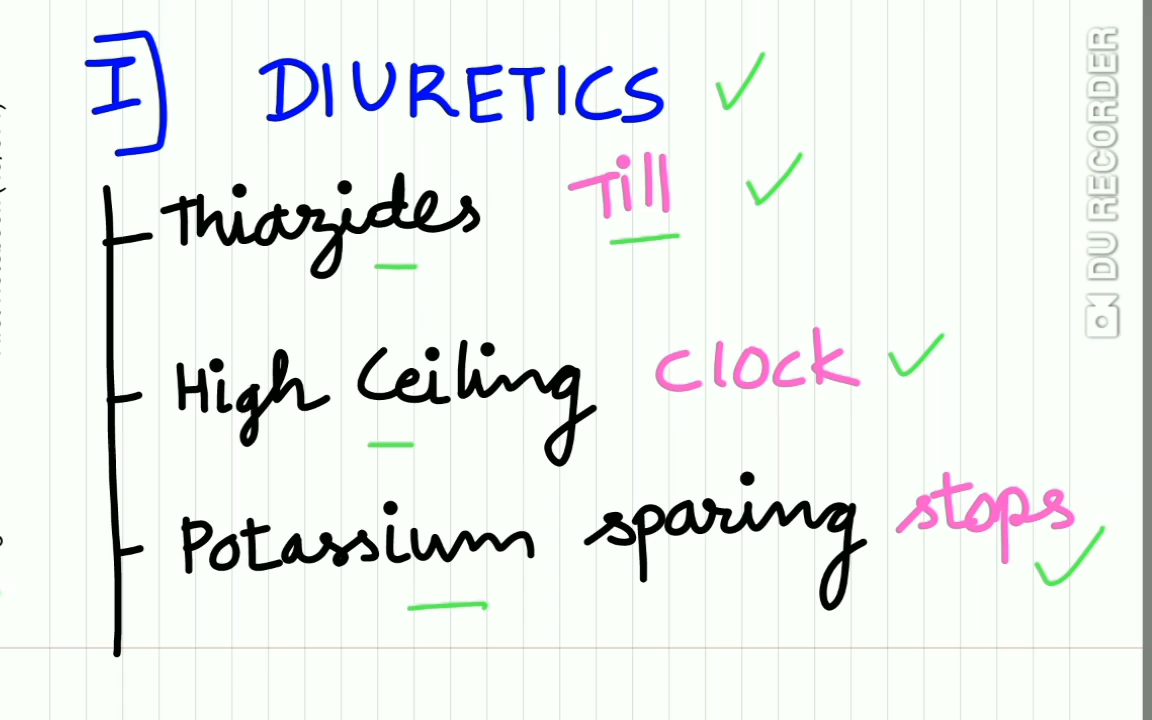 I] DIURETICS ✓
Thiazides Till ✓
High Ceiling Clock ✓
Potassium sparing stops ✓
DU RECORDER